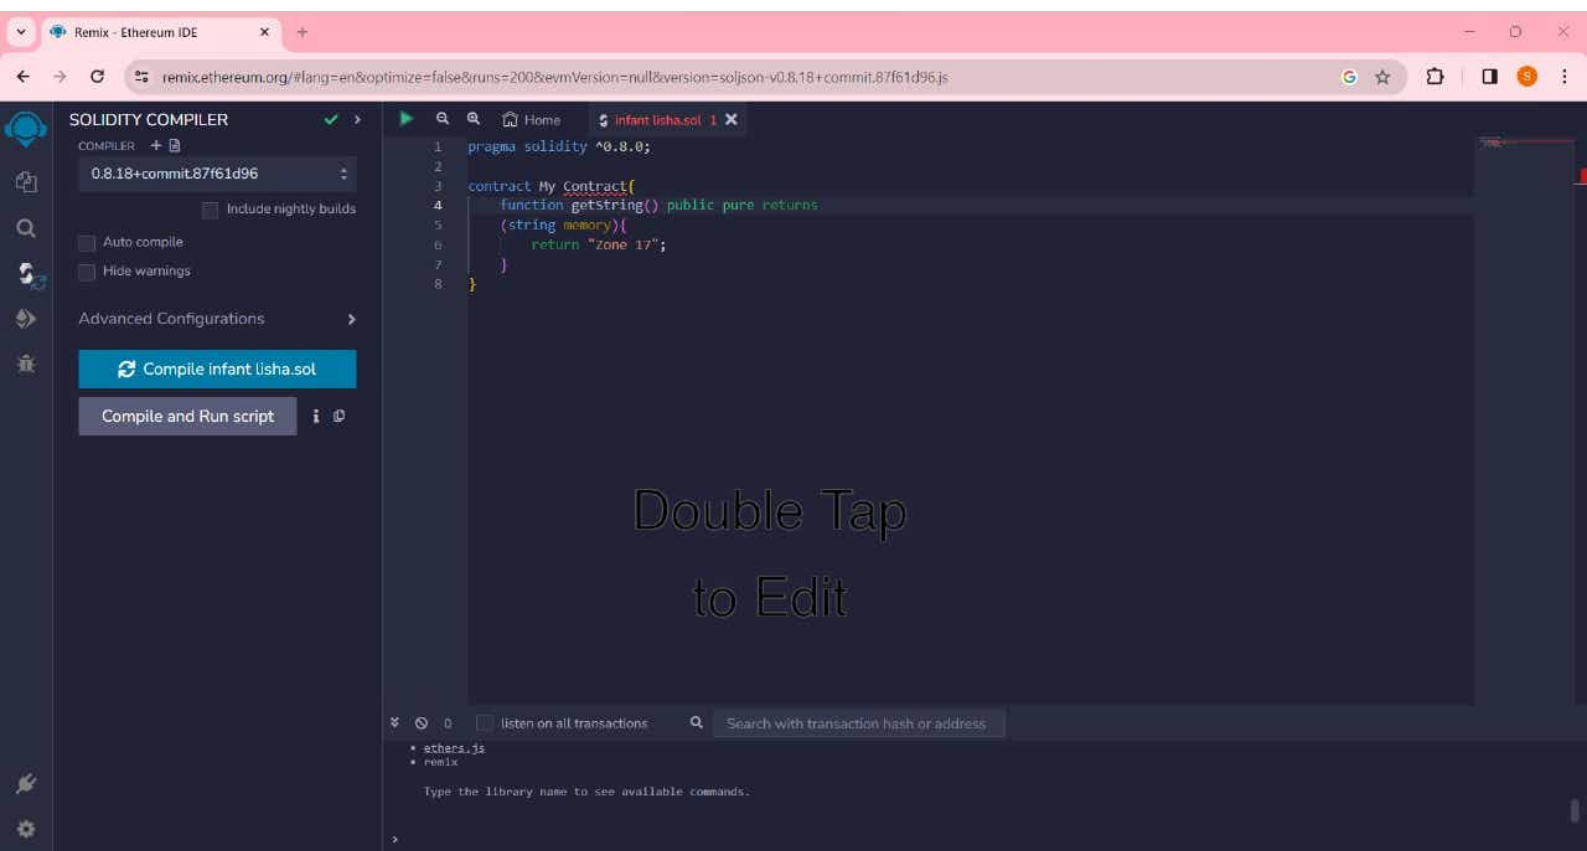 Remix - Ethereum IDE
remix.ethereum.org/#lang=en&optimize=false&runs=200&evmVersion=null&version=soljson-v0.8.18+commit.87f61d96.js
S
SOLIDITY COMPILER
COMPILER
0.8.18+commit.87f61d96
Include nightly builds
Auto compile
Hide warnings
Advanced Configurations
Compile infant lisha.sol
Compile and Run script
Home
infant lisha.sol 1
1 pragma solidity ^0.8.0;
2
3 contract My Contract{
4 function getString() public pure returns
5 (string memory){
6 return "Zone 17";
7 }
8 }
Double Tap
to Edit
0 listen on all transactions
Search with transaction hash or address
• ethers.js
• remix
Type the library name to see available commands.
>